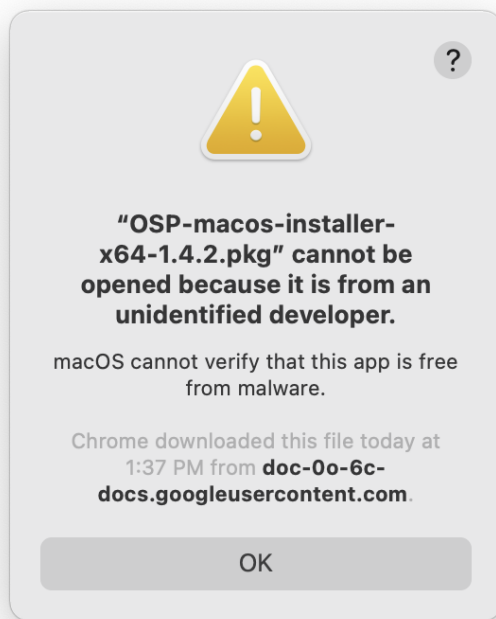 ?
“OSP-macos-installer-
x64-1.4.2.pkg” cannot be
opened because it is from an
unidentified developer.
macOS cannot verify that this app is free
from malware.
Chrome downloaded this file today at
1:37 PM from doc-0o-6c-
docs.googleusercontent.com.
OK